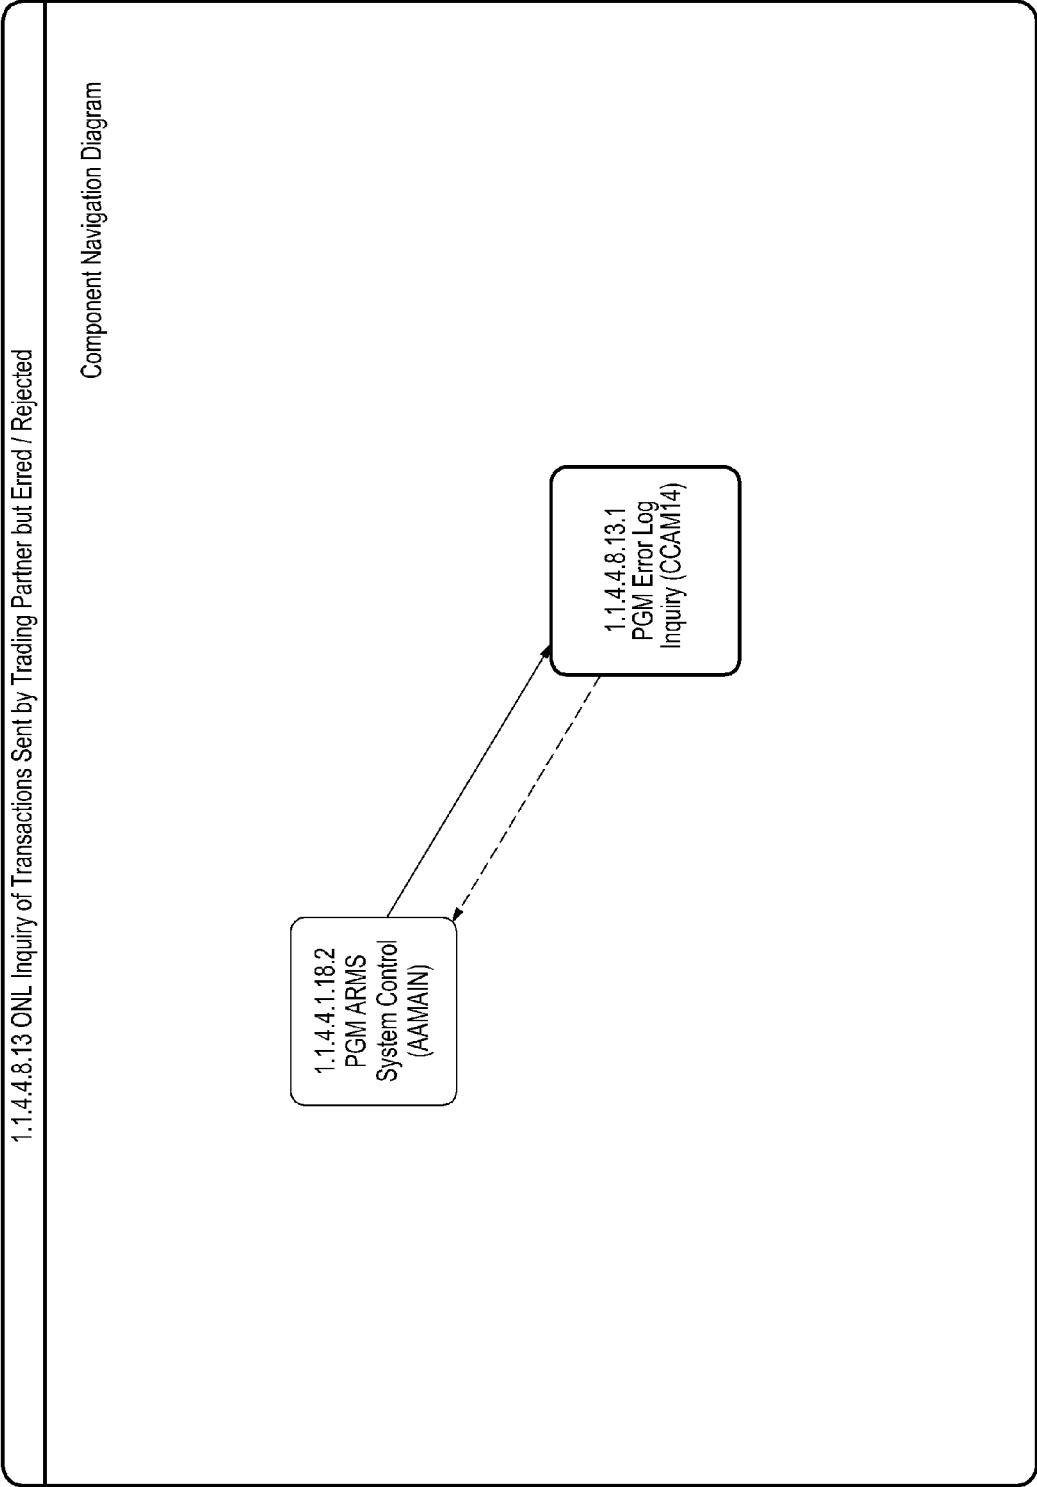 1.1.4.4.8.13 ONL Inquiry of Transactions Sent by Trading Partner but Erred / Rejected
Component Navigation Diagram
1.1.4.4.1.18.2
PGM ARMS
System Control
(AAMAIN)
1.1.4.4.8.13.1
PGM Error Log
Inquiry (CCAM14)